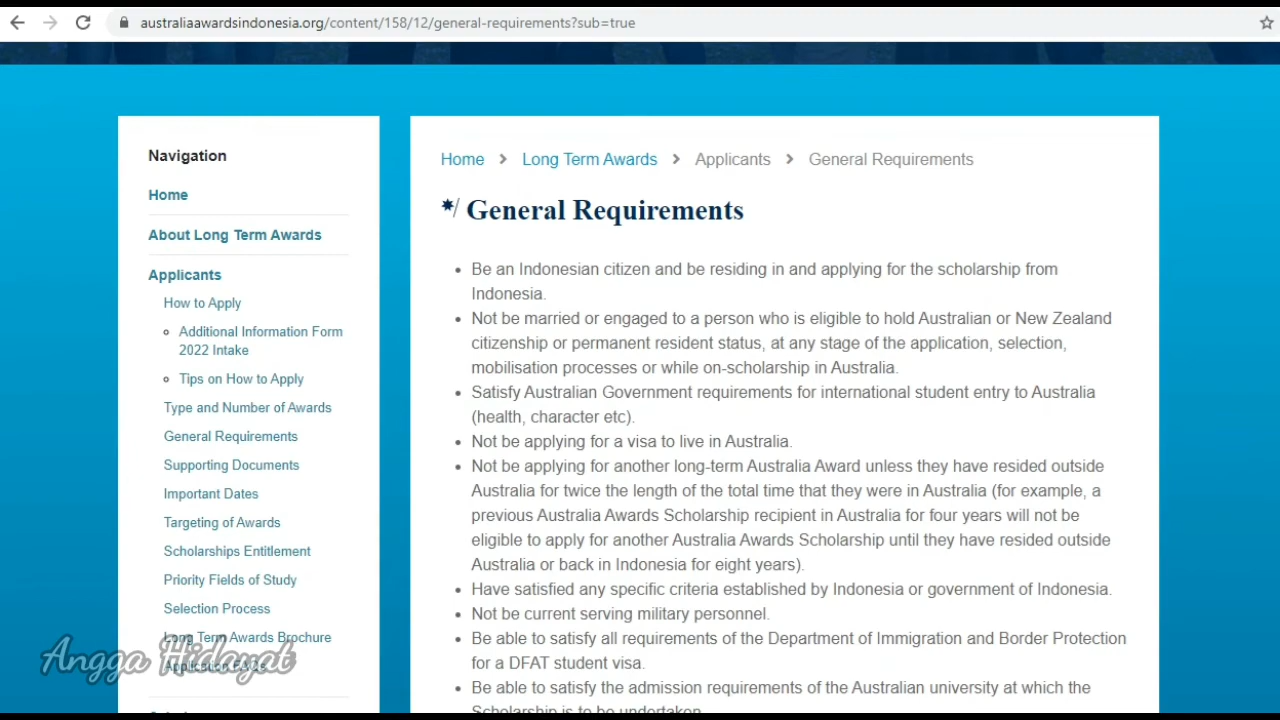 australiaawardsindonesia.org/content/158/12/general-requirements?sub=true
Navigation
Home
About Long Term Awards
Applicants
How to Apply
Additional Information Form
2022 Intake
Tips on How to Apply
Type and Number of Awards
General Requirements
Supporting Documents
Important Dates
Targeting of Awards
Scholarships Entitlement
Priority Fields of Study
Selection Process
Long Term Awards Brochure
Application FAQs
Angga Hidayat
Home > Long Term Awards > Applicants > General Requirements
*/ General Requirements
• Be an Indonesian citizen and be residing in and applying for the scholarship from
Indonesia.
• Not be married or engaged to a person who is eligible to hold Australian or New Zealand
citizenship or permanent resident status, at any stage of the application, selection,
mobilisation processes or while on-scholarship in Australia.
• Satisfy Australian Government requirements for international student entry to Australia
(health, character etc).
• Not be applying for a visa to live in Australia.
• Not be applying for another long-term Australia Award unless they have resided outside
Australia for twice the length of the total time that they were in Australia (for example, a
previous Australia Awards Scholarship recipient in Australia for four years will not be
eligible to apply for another Australia Awards Scholarship until they have resided outside
Australia or back in Indonesia for eight years).
• Have satisfied any specific criteria established by Indonesia or government of Indonesia.
• Not be current serving military personnel.
• Be able to satisfy all requirements of the Department of Immigration and Border Protection
for a DFAT student visa.
• Be able to satisfy the admission requirements of the Australian university at which the
Scholarship is to be undertaken